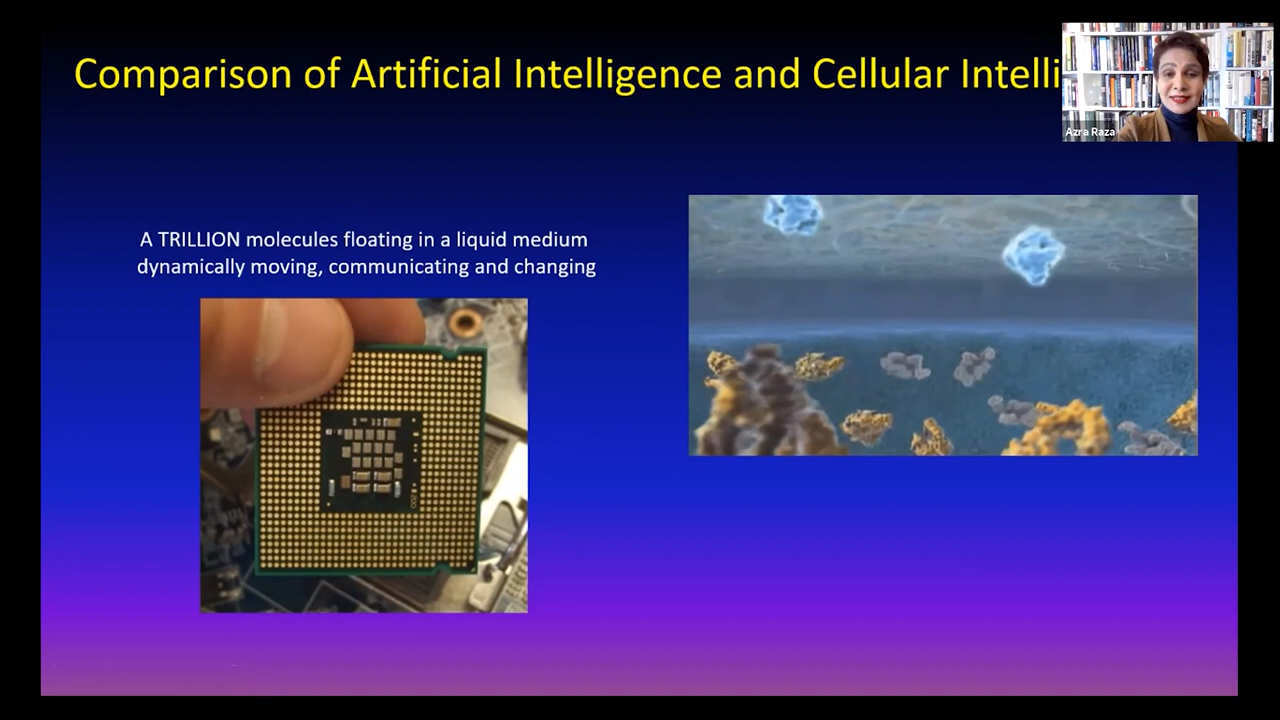 Comparison of Artificial Intelligence and Cellular Intelli
Azra Raza
A TRILLION molecules floating in a liquid medium
dynamically moving, communicating and changing